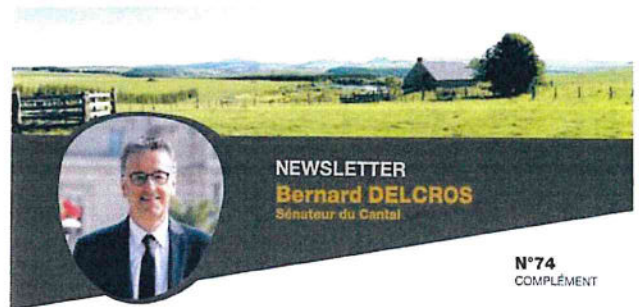 NEWSLETTER
Bernard DELCROS
Sénateur du Cantal
N°74
COMPLÉMENT